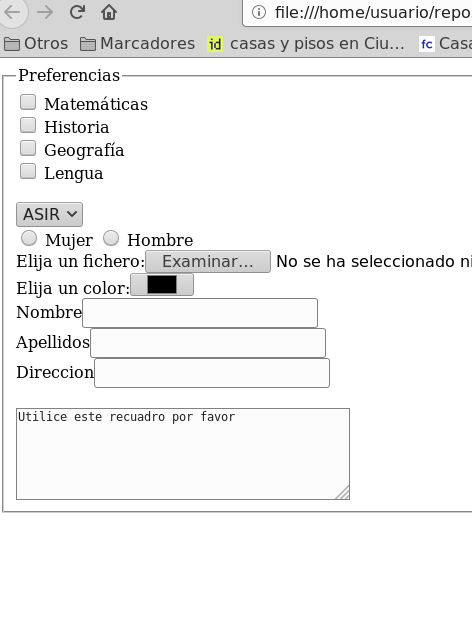 file:///home/usuario/repo
Otros Marcadores id casas y pisos en Ciu... fc Casa
Preferencias
Matemáticas
Historia
Geografía
Lengua
ASIR
Mujer Hombre
Elija un fichero: Examinar... No se ha seleccionado ni
Elija un color:
Nombre
Apellidos
Direccion
Utilice este recuadro por favor